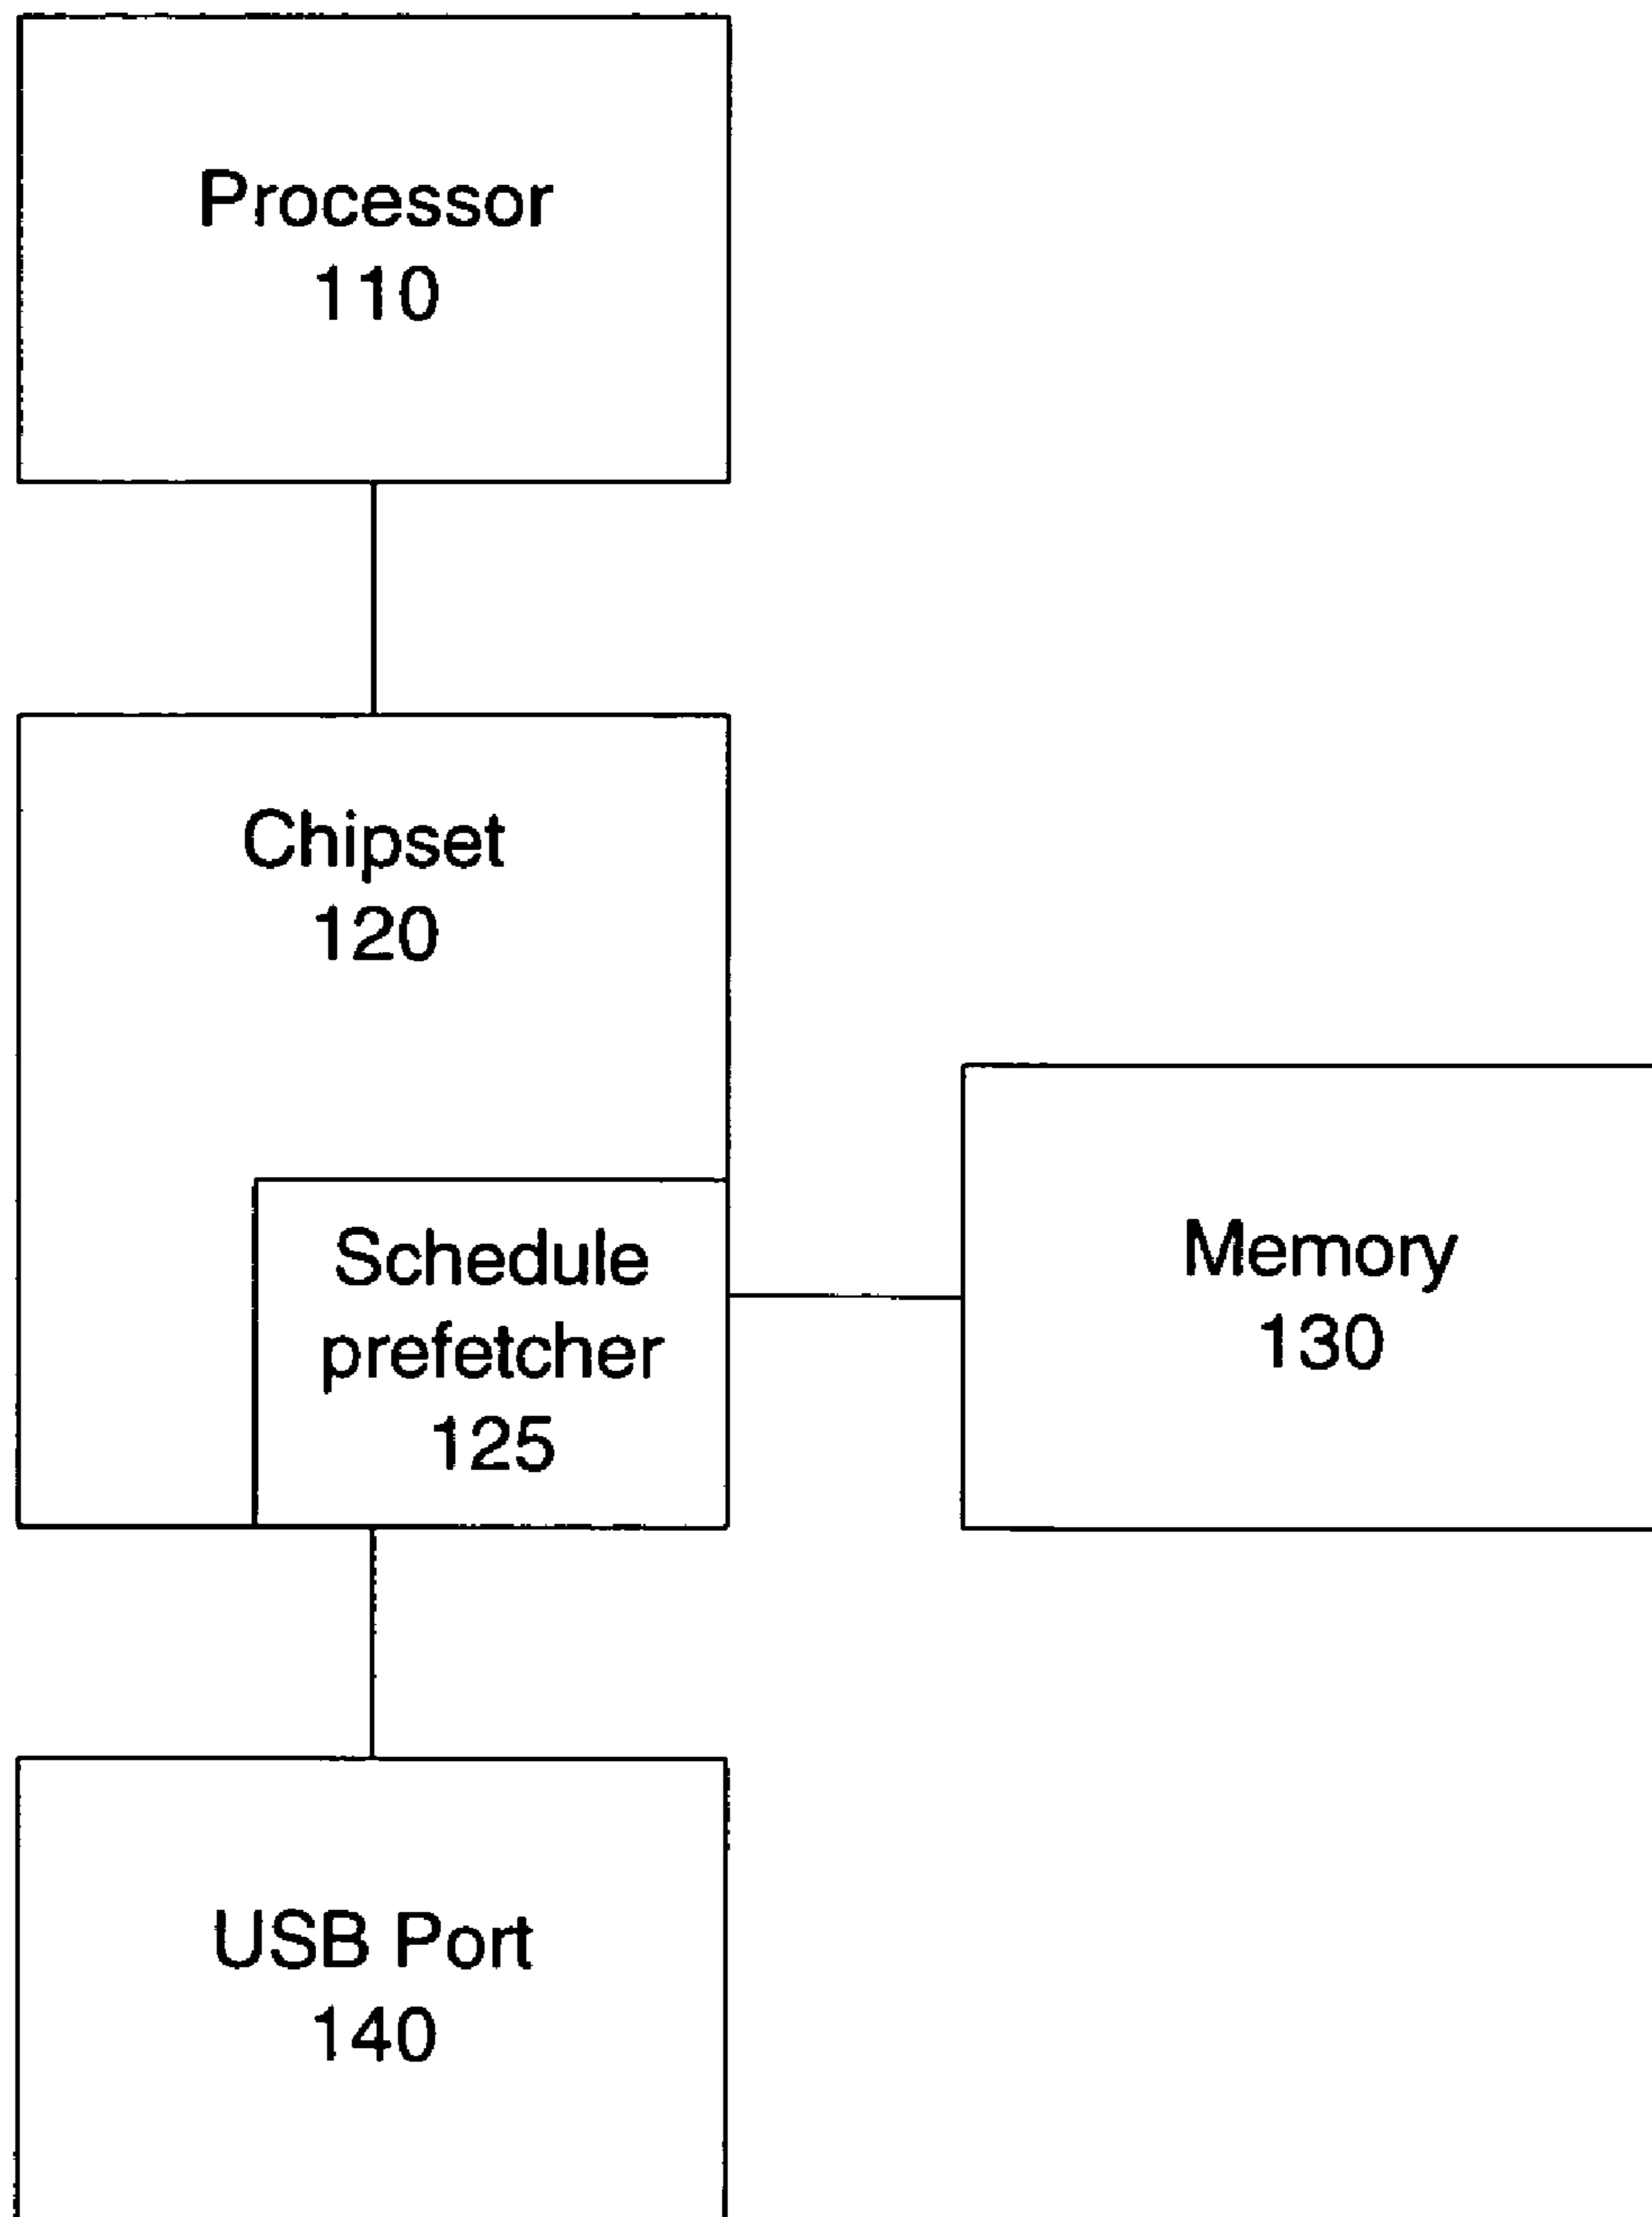 Processor
110
Chipset
120
Schedule
prefetcher
125
Memory
130
USB Port
140